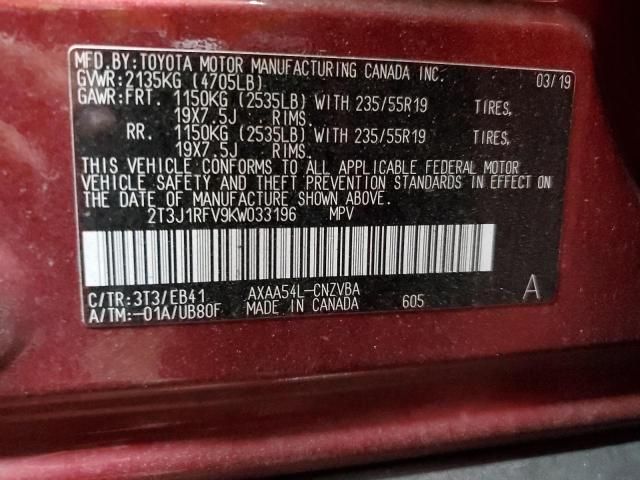 MFD.BY:TOYOTA MOTOR MANUFACTURING CANADA INC.
GVWR:2135KG (4705LB) 03/19
GAWR:FRT. 1150KG (2535LB) WITH 235/55R19 TIRES,
19X7.5J RIMS.
RR. 1150KG (2535LB) WITH 235/55R19 TIRES,
19X7.5J RIMS.
THIS VEHICLE CONFORMS TO ALL APPLICABLE FEDERAL MOTOR
VEHICLE SAFETY AND THEFT PREVENTION STANDARDS IN EFFECT ON
THE DATE OF MANUFACTURE SHOWN ABOVE.
2T3J1RFV9KW033196 MPV
C/TR:3T3/EB41 AXAA54L-CNZVBA A
A/TM:-01A/UB80F MADE IN CANADA 605